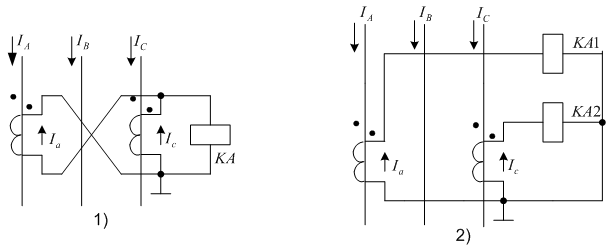 I_A I_B I_C
I_a I_c KA
1)
I_A I_B I_C
KA1
KA2
I_a I_c
2)